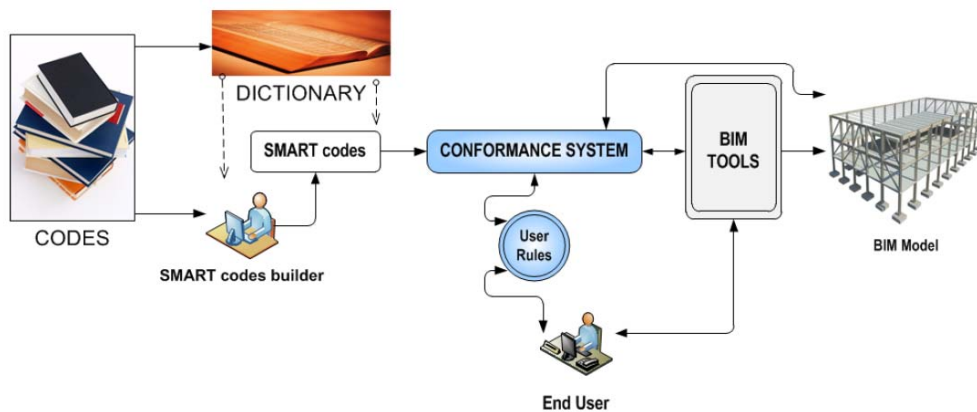 DICTIONARY
SMART codes
CONFORMANCE SYSTEM
BIM
TOOLS
CODES
SMART codes builder
User
Rules
BIM Model
End User